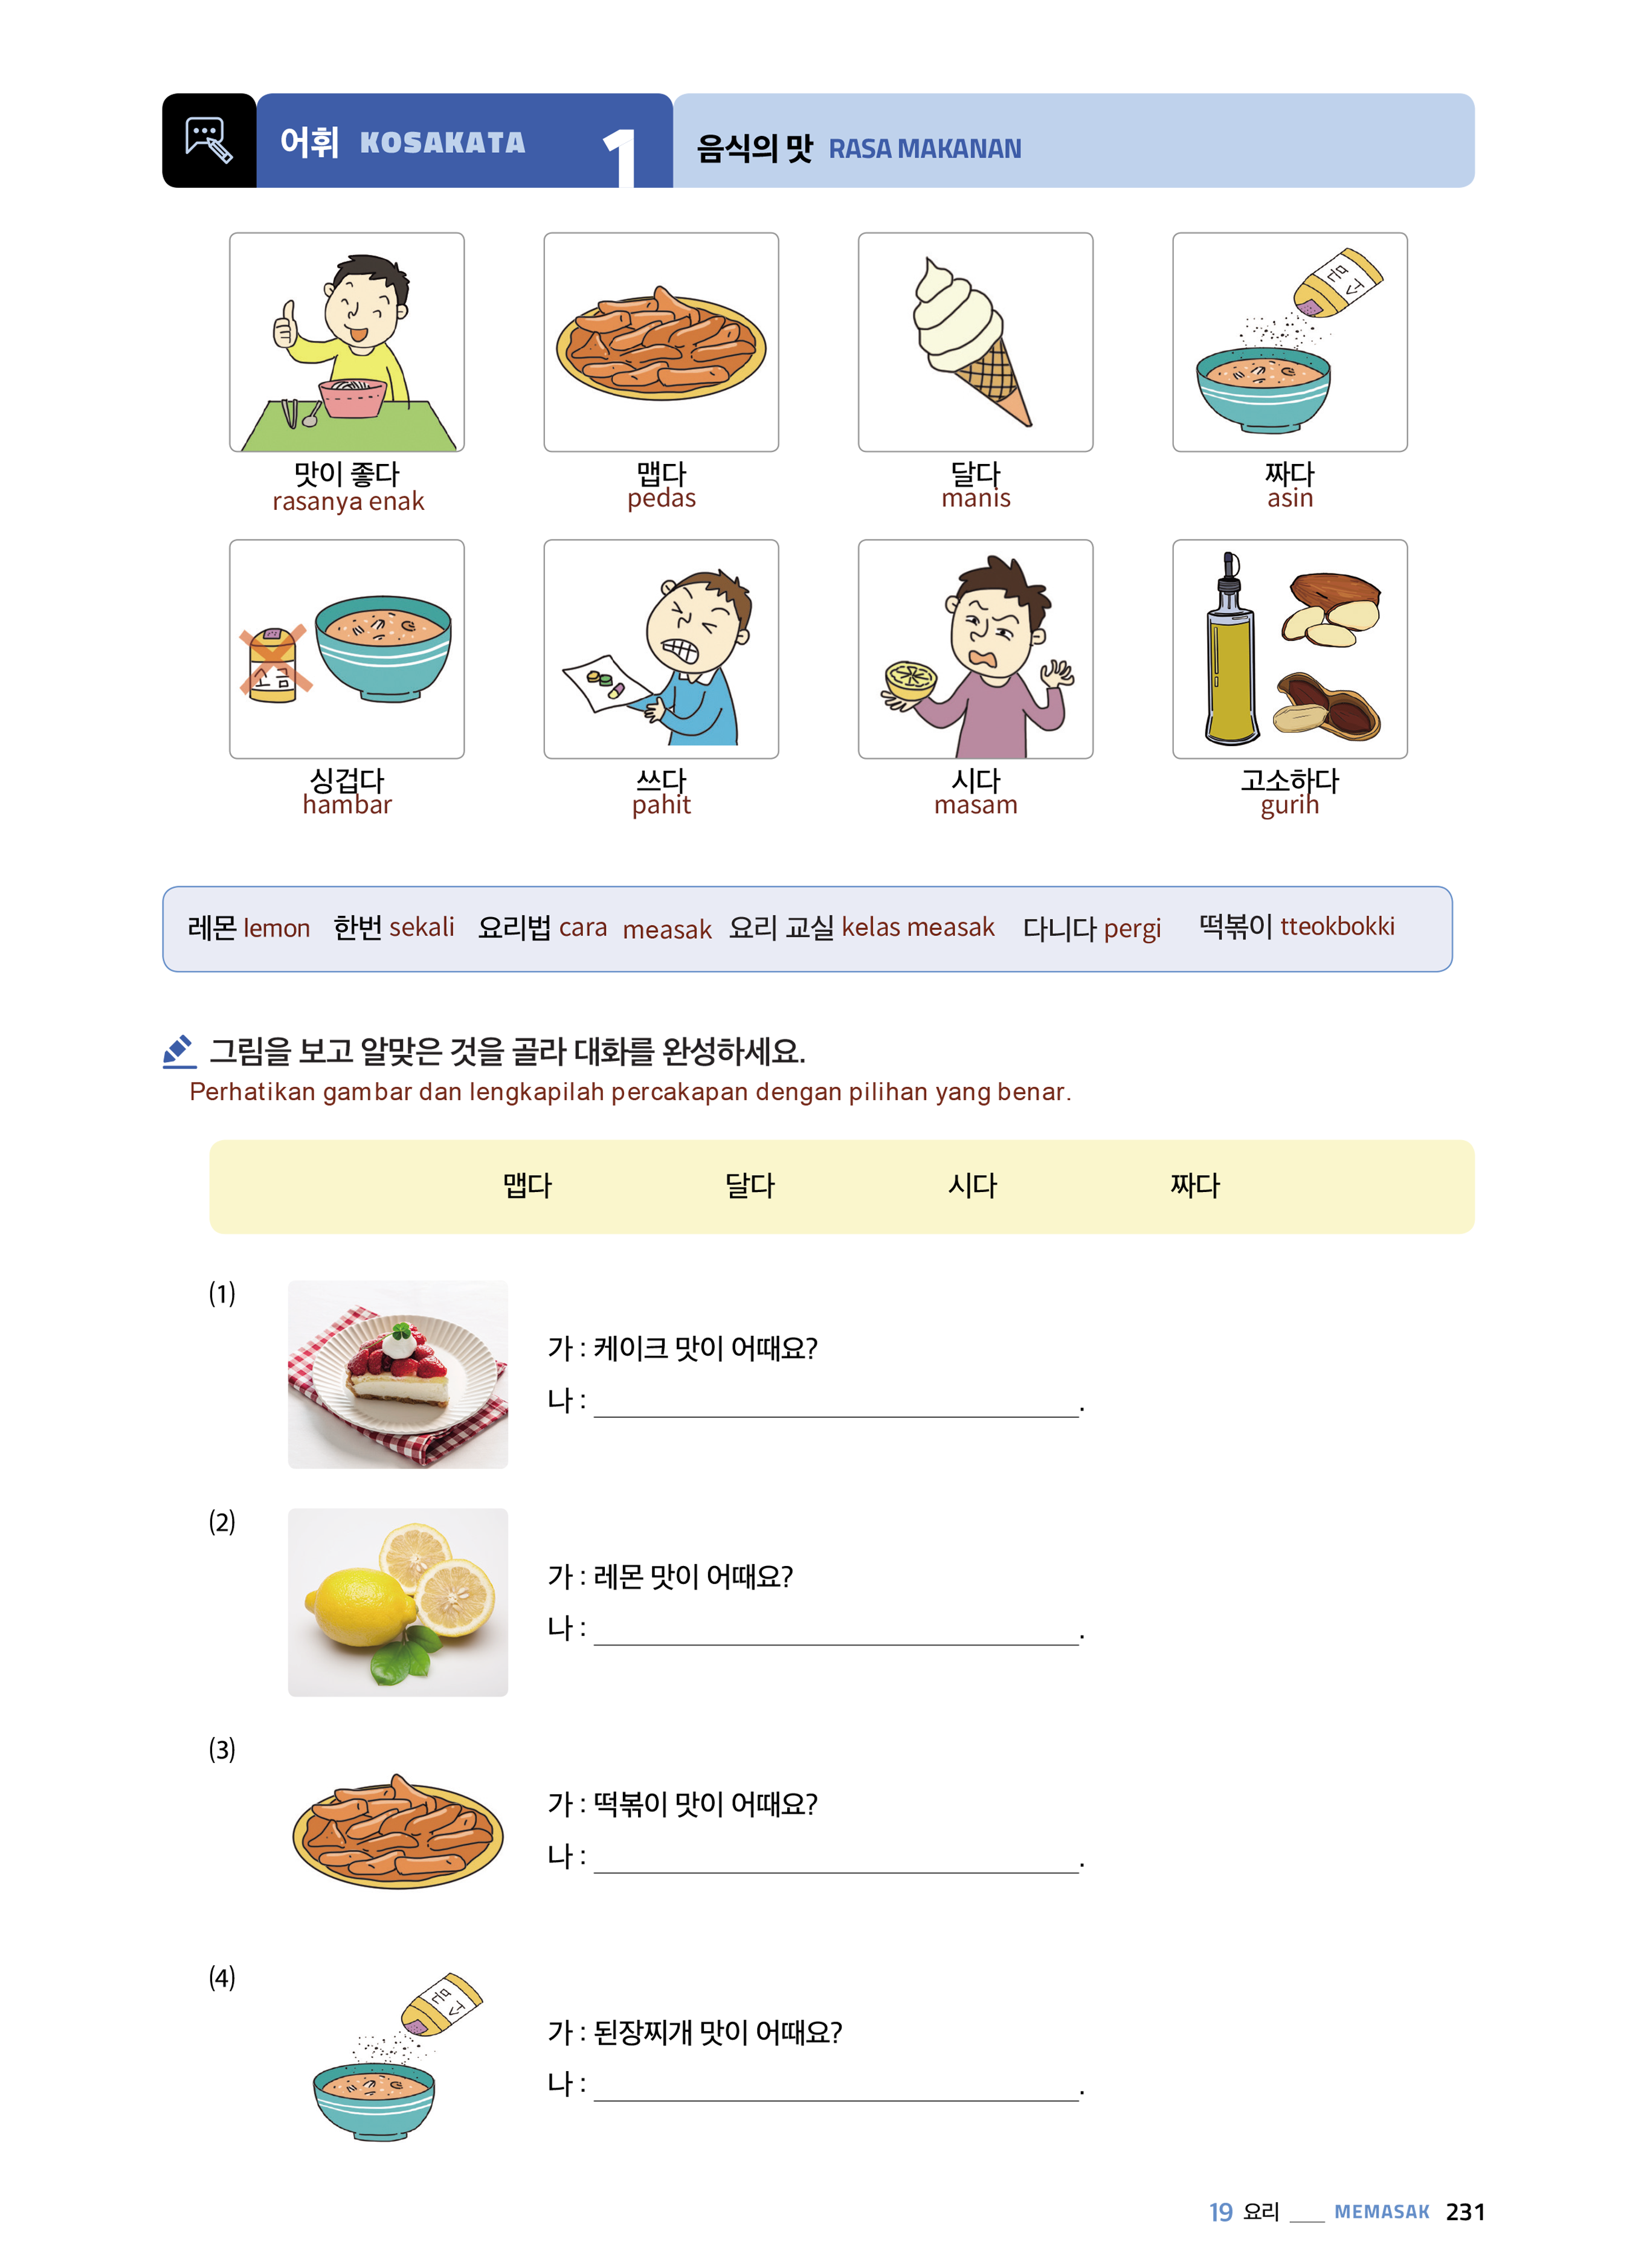 어휘 KOSAKATA 1 음식의 맛 RASA MAKANAN
맛이 좋다 맵다 달다 짜다
rasanya enak pedas manis asin
소금
싱겁다 쓰다 시다 고소하다
hambar pahit masam gurih
레몬 lemon 한번 sekali 요리법 cara measak 요리 교실 kelas measak 다니다 pergi 떡볶이 tteokbokki
그림을 보고 알맞은 것을 골라 대화를 완성하세요.
Perhatikan gambar dan lengkapilah percakapan dengan pilihan yang benar.
맵다 달다 시다 짜다
(1)
가 : 케이크 맛이 어때요?
나 : .
(2)
가 : 레몬 맛이 어때요?
나 : .
(3)
가 : 떡볶이 맛이 어때요?
나 : .
(4)
가 : 된장찌개 맛이 어때요?
나 : .
19 요리 __ MEMASAK 231